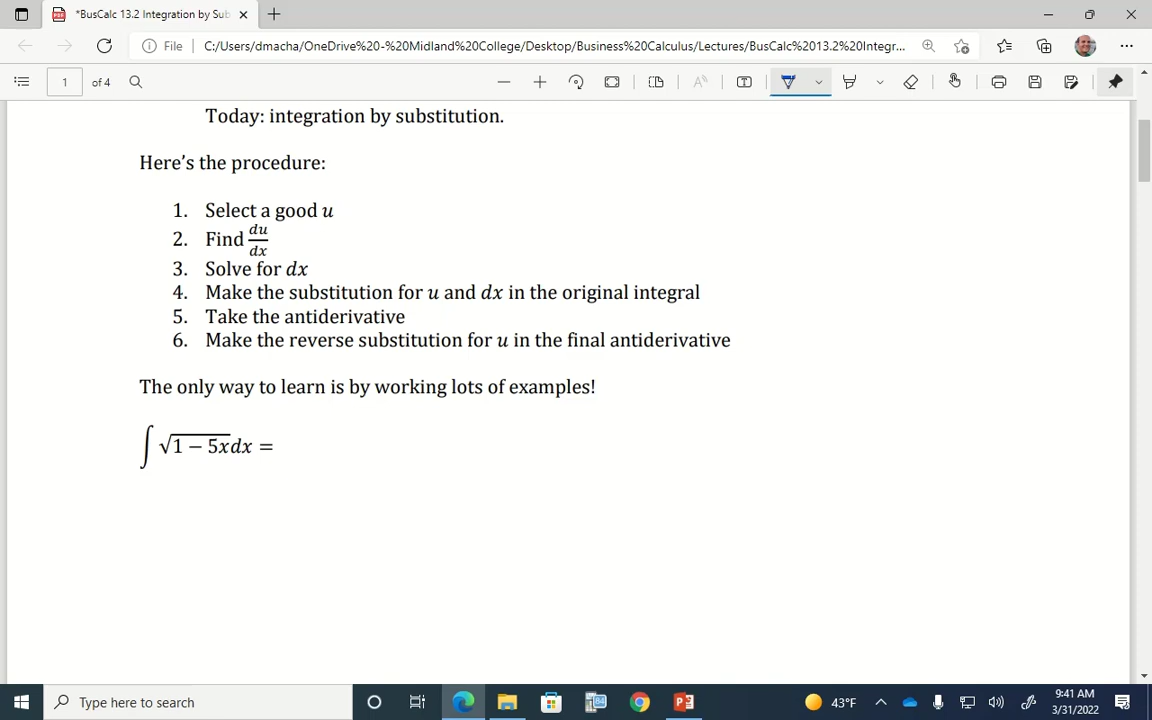 *BusCalc 13.2 Integration by Sub
File C:/Users/dmacha/OneDrive%20-%20Midland%20College/Desktop/Business%20Calculus/Lectures/BusCalc%2013.2%20Integr...
1 of 4
Today: integration by substitution.
Here's the procedure:
1. Select a good u
2. Find du/dx
3. Solve for dx
4. Make the substitution for u and dx in the original integral
5. Take the antiderivative
6. Make the reverse substitution for u in the final antiderivative
The only way to learn is by working lots of examples!
∫ √1 − 5x dx =
Type here to search
43°F
9:41 AM
3/31/2022